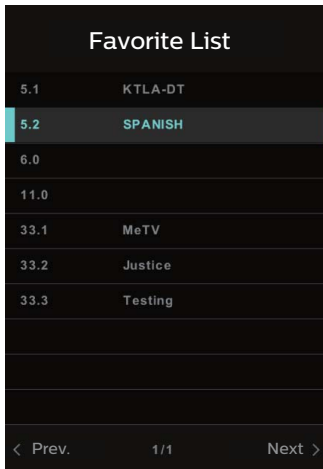 Favorite List
5.1 KTLA-DT
5.2 SPANISH
6.0
11.0
33.1 MeTV
33.2 Justice
33.3 Testing
< Prev. 1/1 Next >